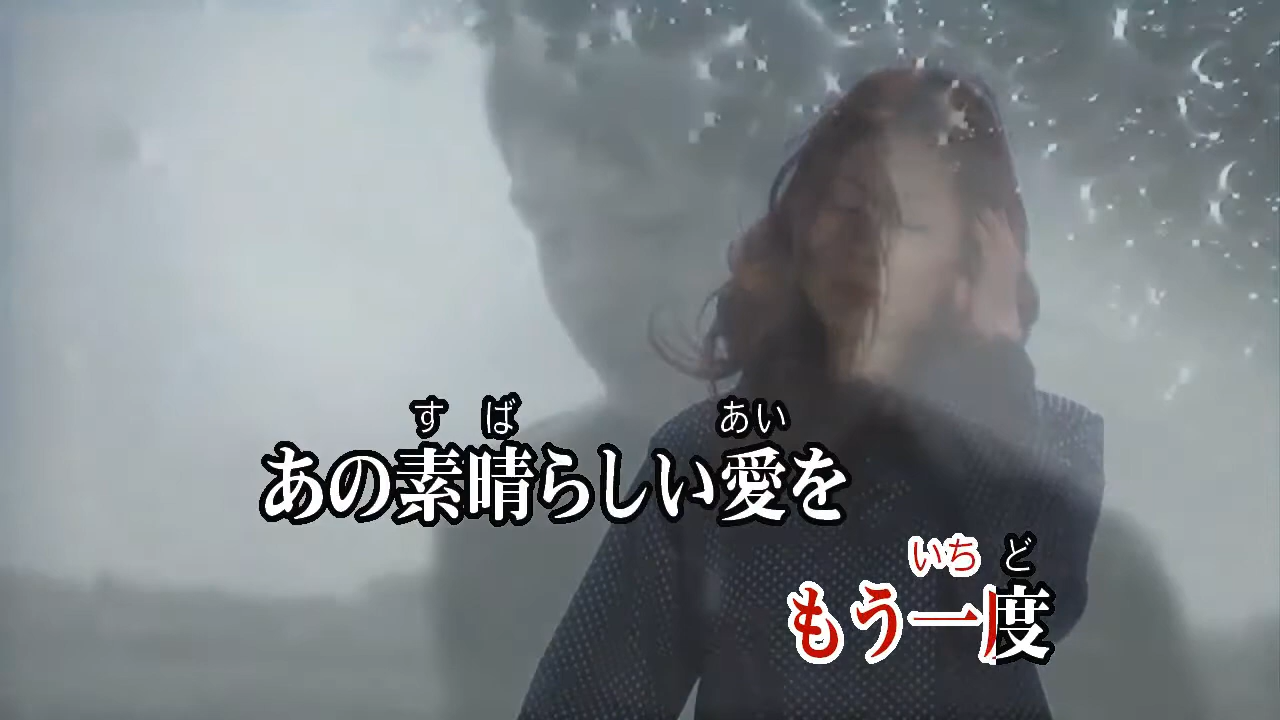 すば あい
あの素晴らしい愛を
いちど
もう一度